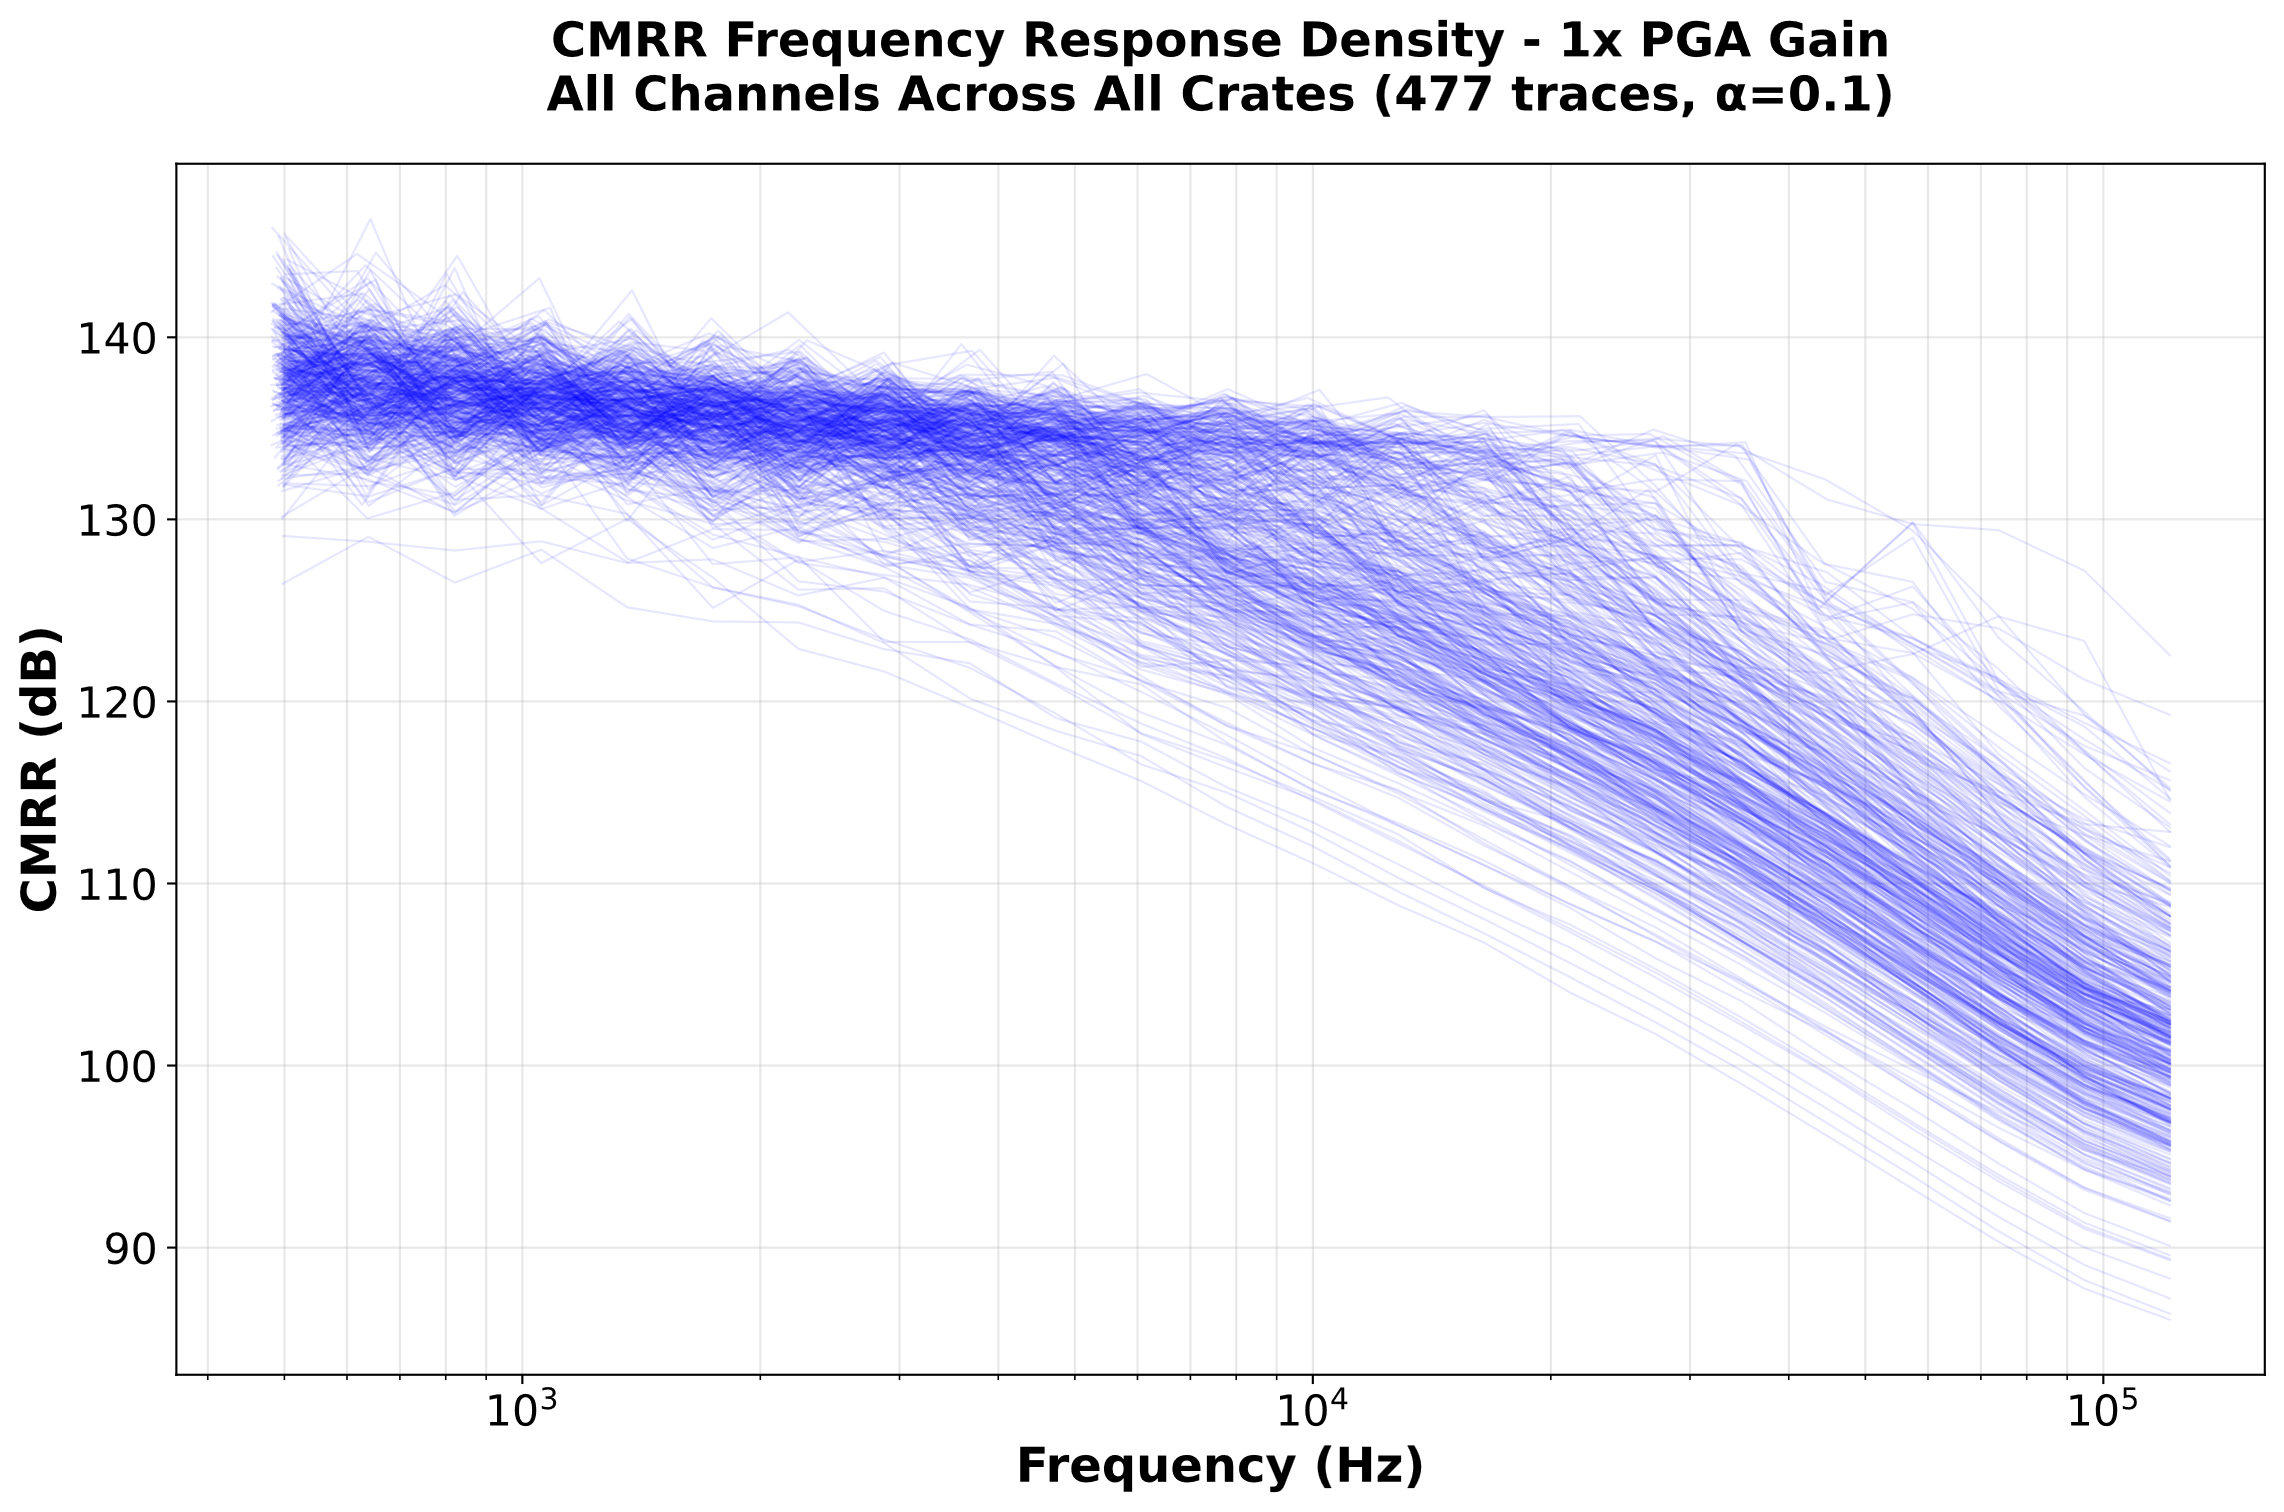 CMRR Frequency Response Density - 1x PGA Gain
All Channels Across All Crates (477 traces, α=0.1)
CMRR (dB)
140
130
120
110
100
90
10³
10⁴
10⁵
Frequency (Hz)